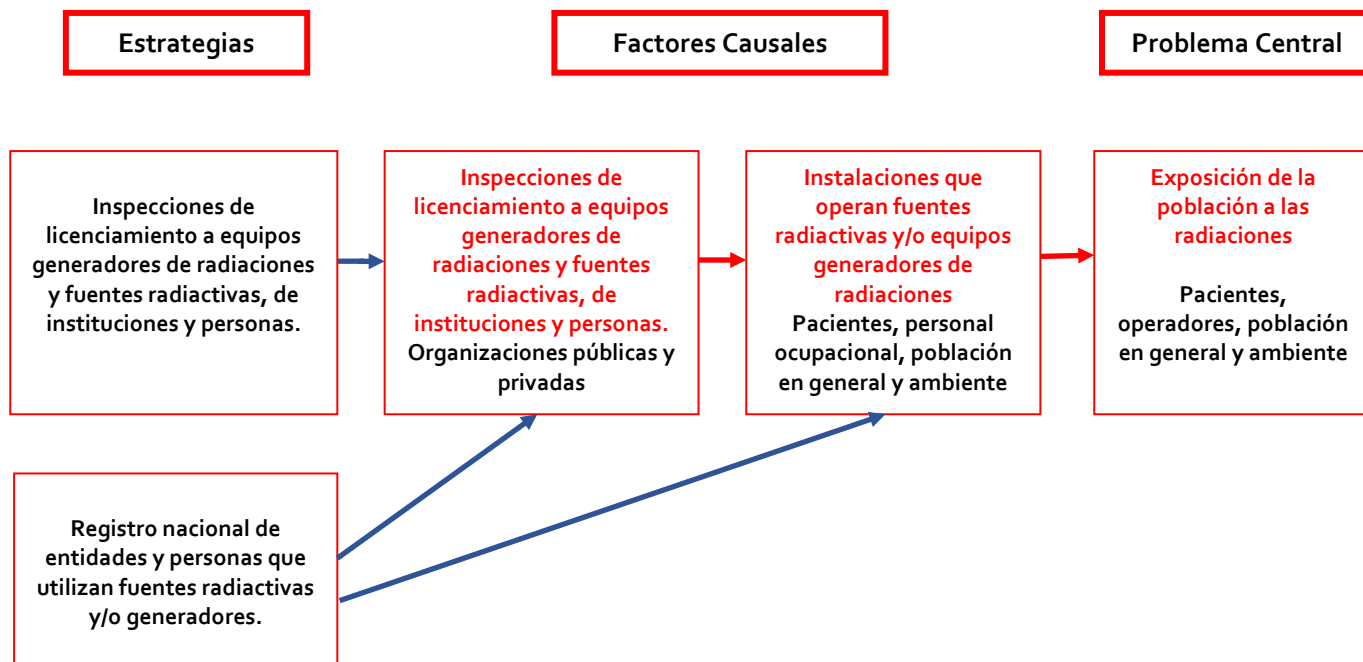 Estrategias
Factores Causales
Problema Central
Inspecciones de
licenciamiento a equipos
generadores de radiaciones
y fuentes radiactivas, de
instituciones y personas.
Inspecciones de
licenciamiento a equipos
generadores de
radiaciones y fuentes
radiactivas, de
instituciones y personas.
Organizaciones públicas y
privadas
Instalaciones que
operan fuentes
radiactivas y/o equipos
generadores de
radiaciones
Pacientes, personal
ocupacional, población
en general y ambiente
Exposición de la
población a las
radiaciones
Pacientes,
operadores, población
en general y ambiente
Registro nacional de
entidades y personas que
utilizan fuentes radiactivas
y/o generadores.